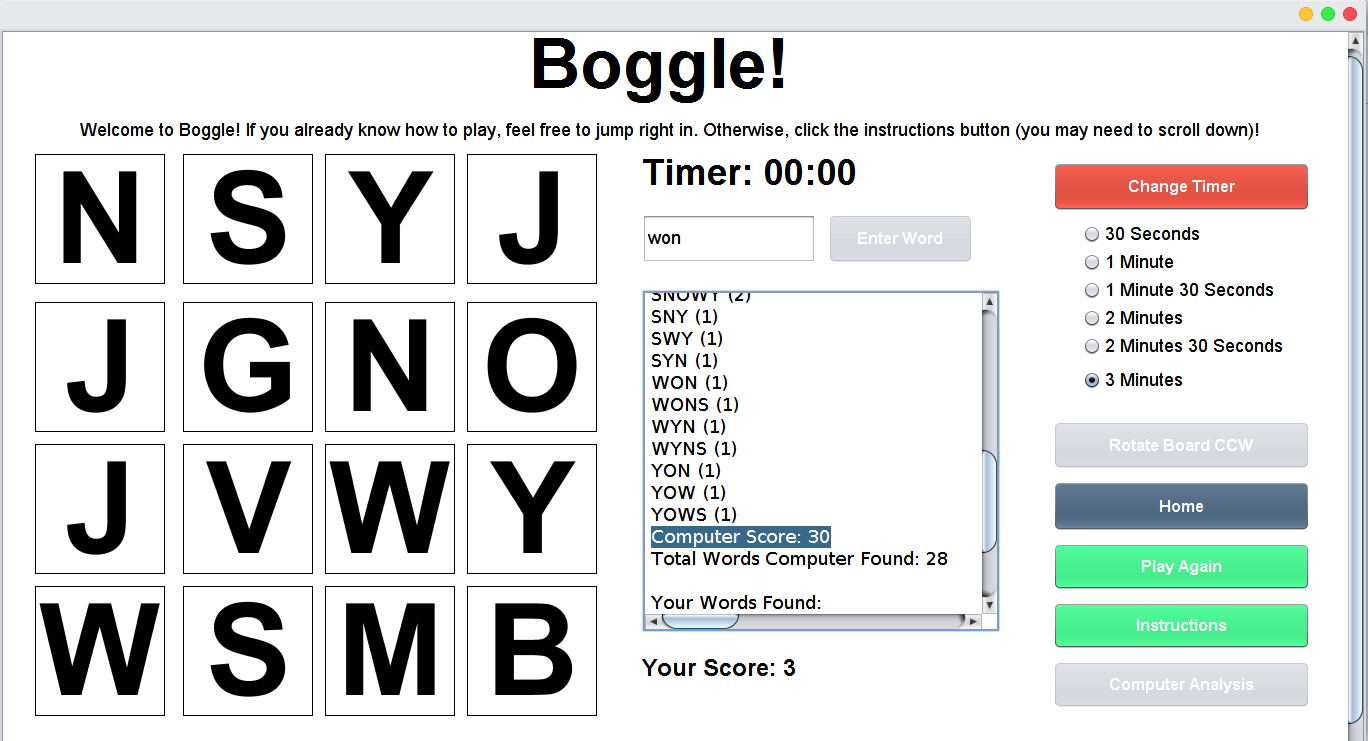 Boggle!
Welcome to Boggle! If you already know how to play, feel free to jump right in. Otherwise, click the instructions button (you may need to scroll down)!
N S Y J
J G N O
J V W Y
W S M B
Timer: 00:00
won
Enter Word
SNOWY (2)
SNY (1)
SWY (1)
SYN (1)
WON (1)
WONS (1)
WYN (1)
WYNS (1)
YON (1)
YOW (1)
YOWS (1)
Computer Score: 30
Total Words Computer Found: 28
Your Words Found:
Your Score: 3
Change Timer
30 Seconds
1 Minute
1 Minute 30 Seconds
2 Minutes
2 Minutes 30 Seconds
3 Minutes
Rotate Board CCW
Home
Play Again
Instructions
Computer Analysis